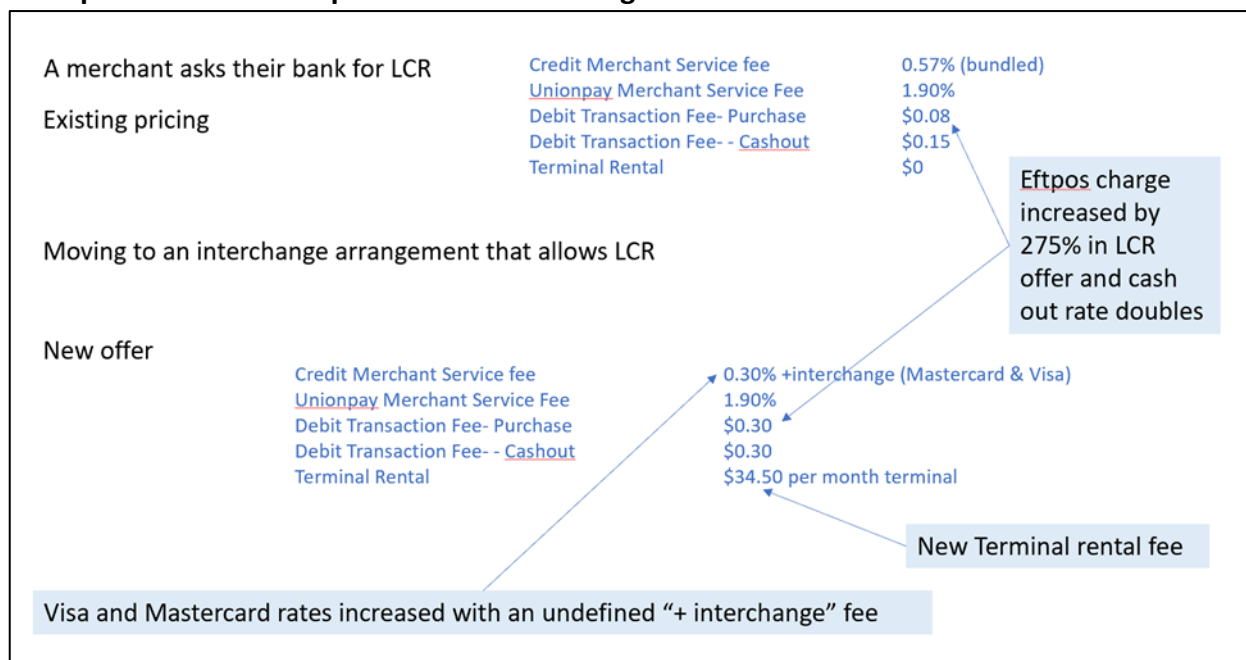 A merchant asks their bank for LCR
Credit Merchant Service fee 0.57% (bundled)
Unionpay Merchant Service Fee 1.90%
Existing pricing
Debit Transaction Fee- Purchase $0.08
Debit Transaction Fee- - Cashout $0.15
Terminal Rental $0
Eftpos charge
increased by
275% in LCR
offer and cash
out rate doubles
Moving to an interchange arrangement that allows LCR
New offer
Credit Merchant Service fee 0.30% +interchange (Mastercard & Visa)
Unionpay Merchant Service Fee 1.90%
Debit Transaction Fee- Purchase $0.30
Debit Transaction Fee- - Cashout $0.30
Terminal Rental $34.50 per month terminal
New Terminal rental fee
Visa and Mastercard rates increased with an undefined “+ interchange” fee